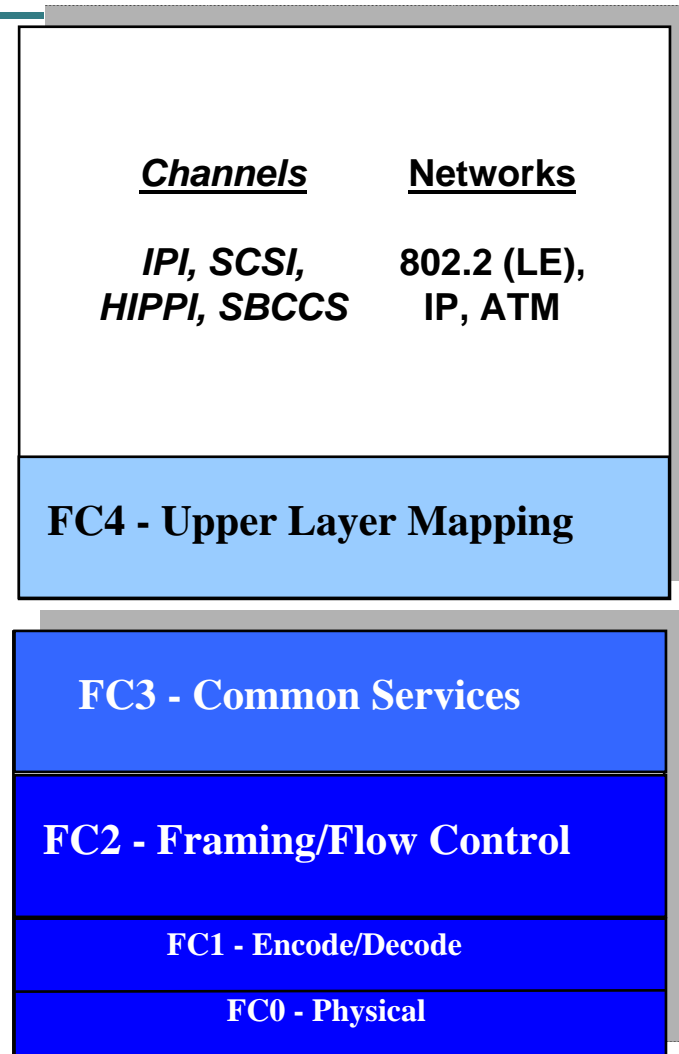 Channels Networks
IPI, SCSI, 802.2 (LE),
HIPPI, SBCCS IP, ATM
FC4 - Upper Layer Mapping
FC3 - Common Services
FC2 - Framing/Flow Control
FC1 - Encode/Decode
FC0 - Physical